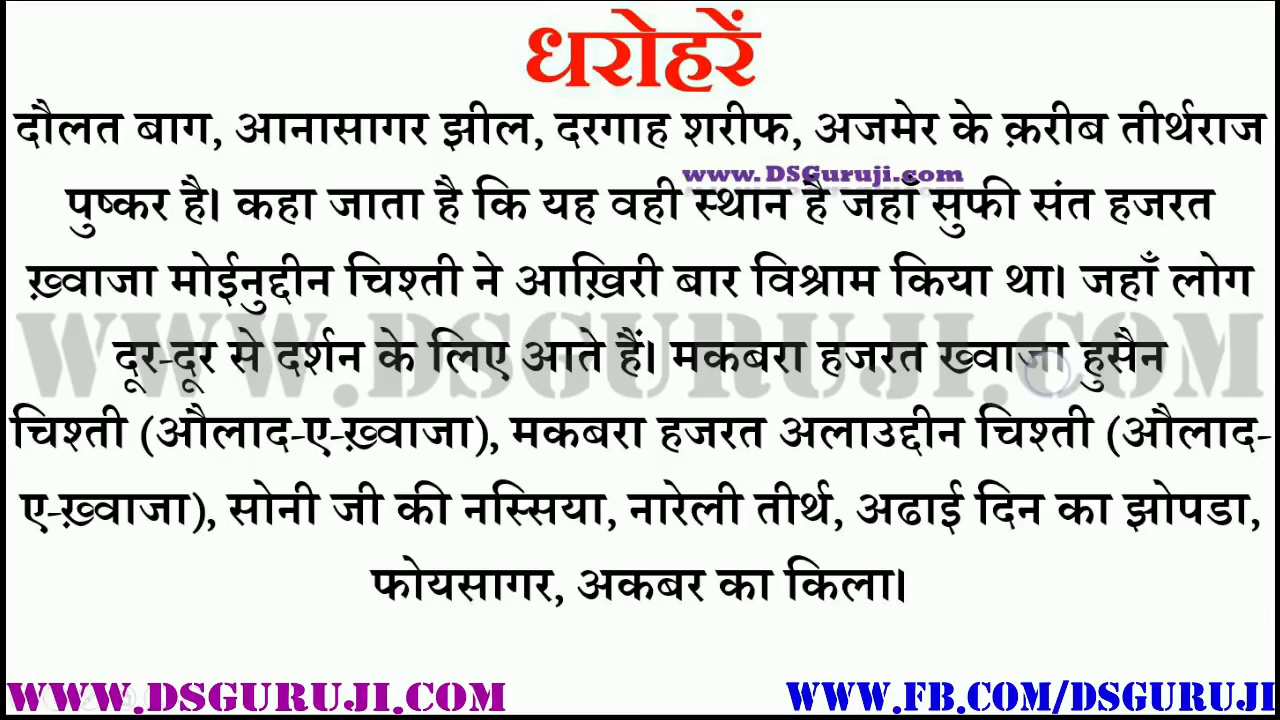 धरोहरें
दौलत बाग, आनासागर झील, दरगाह शरीफ, अजमेर के क़रीब तीर्थराज
www.DSGuruji.com
पुष्कर है। कहा जाता है कि यह वही स्थान है जहाँ सुफी संत हजरत
ख़्वाजा मोईनुद्दीन चिश्ती ने आख़िरी बार विश्राम किया था। जहाँ लोग
WWW.DSGURUJI.COM
दूर-दूर से दर्शन के लिए आते हैं। मकबरा हजरत ख्वाजा हुसैन
चिश्ती (औलाद-ए-ख़्वाजा), मकबरा हजरत अलाउद्दीन चिश्ती (औलाद-
ए-ख़्वाजा), सोनी जी की नस्सिया, नारेली तीर्थ, अढाई दिन का झोपडा,
फोयसागर, अकबर का किला।
WWW.DSGURUJI.COM
WWW.FB.COM/DSGURUJI